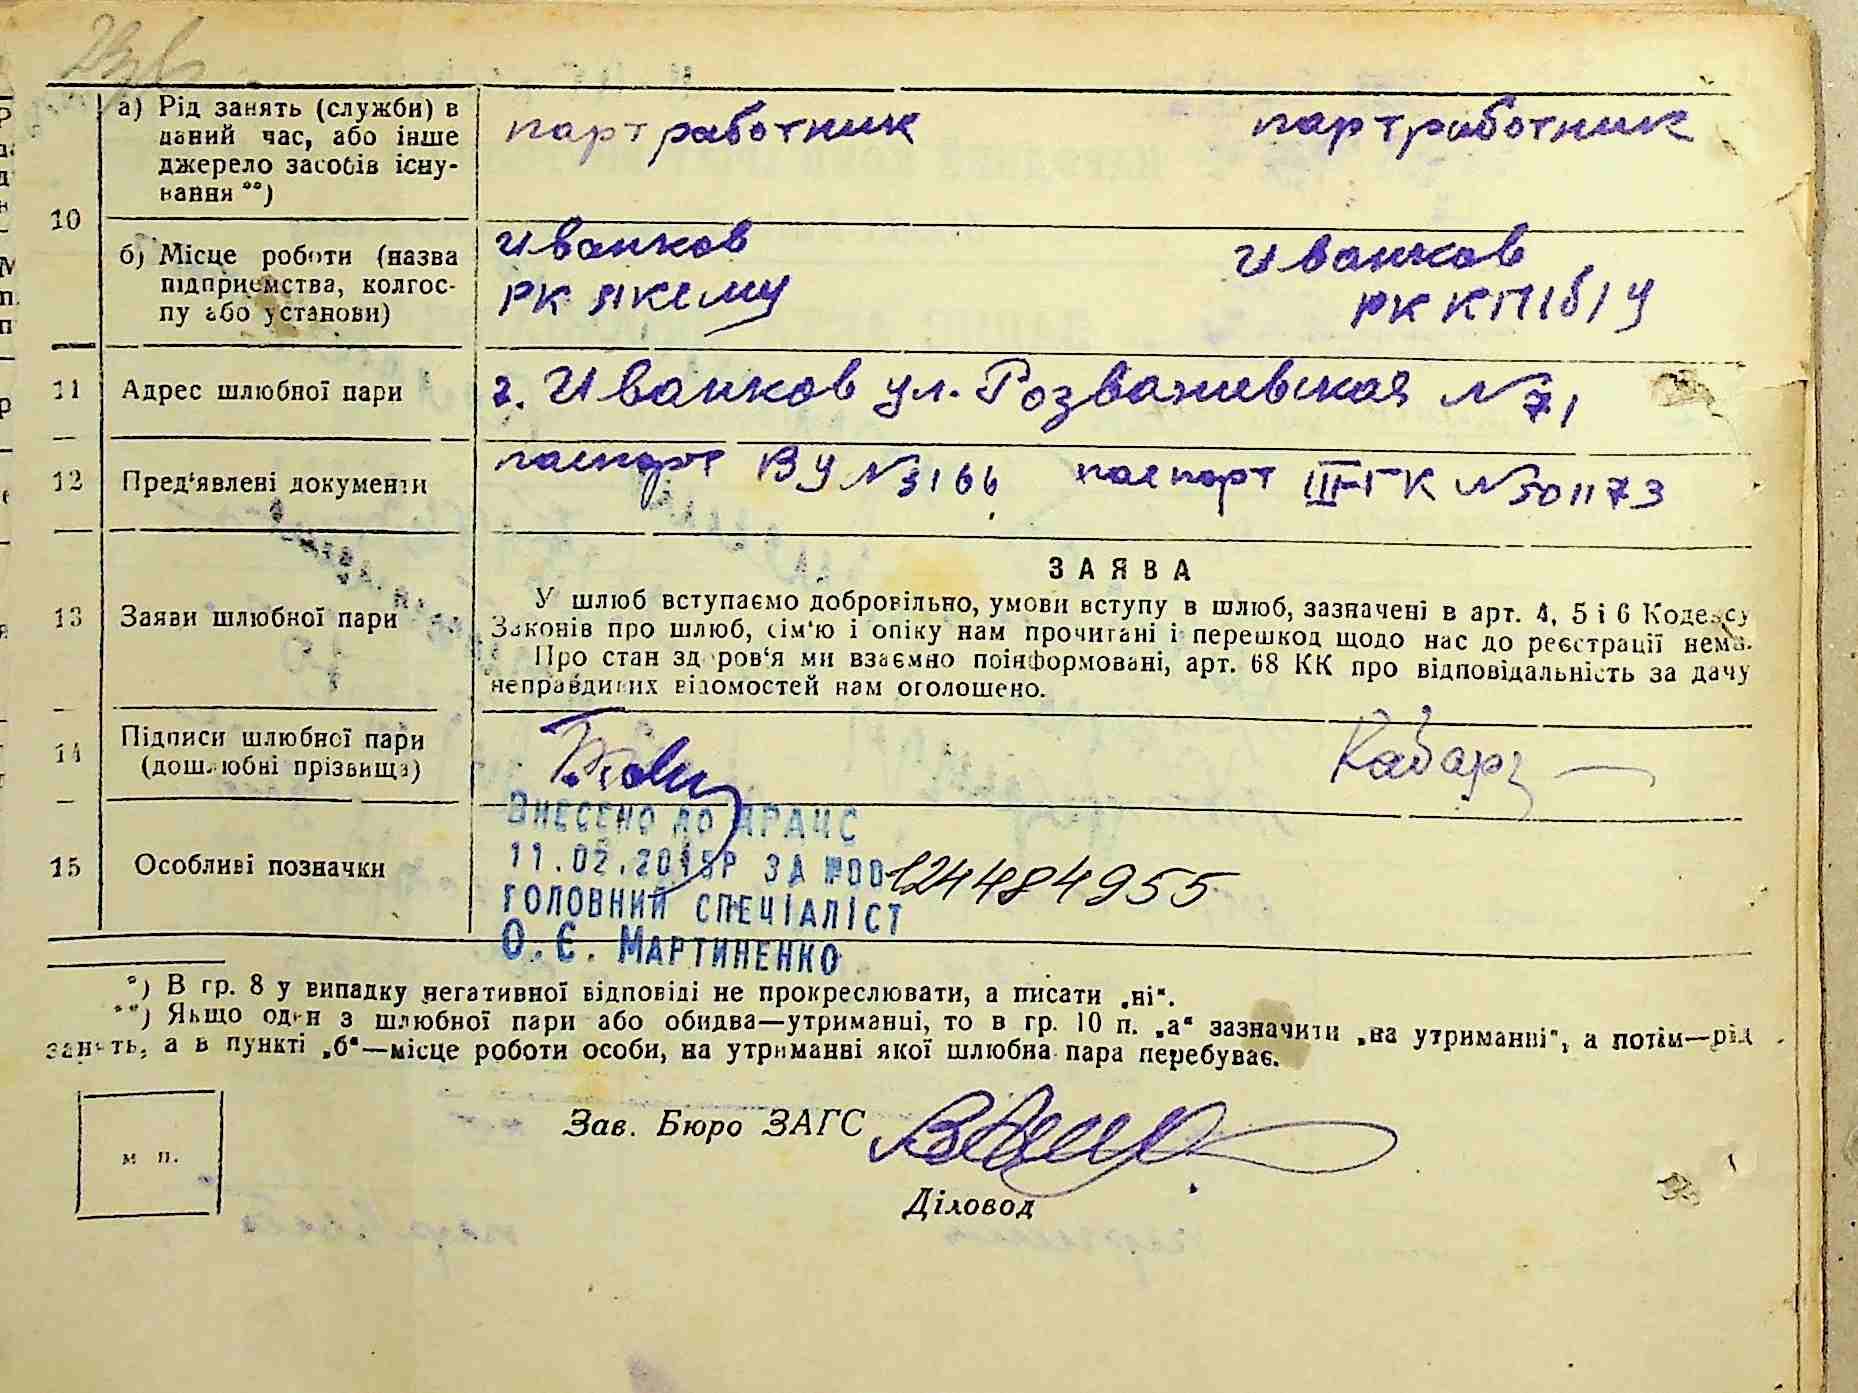 10
а) Рід занять (служби) в
даний час, або інше
джерело засобів існу-
вання **)
партработник
партработник
б) Місце роботи (назва
підприємства, колгос-
пу або установи)
Иванков
РК ЛКСМУ
Иванков
РК КП(б)У
11
Адрес шлюбної пари
г. Иванков ул. Розважевская № 71
12
Пред'явлені документи
паспорт ВУ № 3166
паспорт III-ГК № 501173
13
Заяви шлюбної пари
ЗАЯВА
У шлюб вступаємо добровільно, умови вступу в шлюб, зазначені в арт. 4, 5 і 6 Кодексу
Законів про шлюб, сім'ю і опіку нам прочитані і перешкод щодо нас до реєстрації нема.
Про стан здоров'я ми взаємно поінформовані, арт. 68 КК про відповідальність за дачу
неправдивих відомостей нам оголошено.
14
Підписи шлюбної пари
(дошлюбні прізвища)
15
Особливі позначки
ВНЕСЕНО ДО ДРАЦС
11.02.2015Р ЗА №00124484955
ГОЛОВНИЙ СПЕЦІАЛІСТ
О.Є. МАРТИНЕНКО
*) В гр. 8 у випадку негативної відповіді не прокреслювати, а писати „ні“.
**) Якщо один з шлюбної пари або обидва—утриманці, то в гр. 10 п. „а“ зазначити „на утриманні“, а потім—рід
занять, а в пункті „б“—місце роботи особи, на утриманні якої шлюбна пара перебуває.
м п.
Зав. Бюро ЗАГС
Діловод